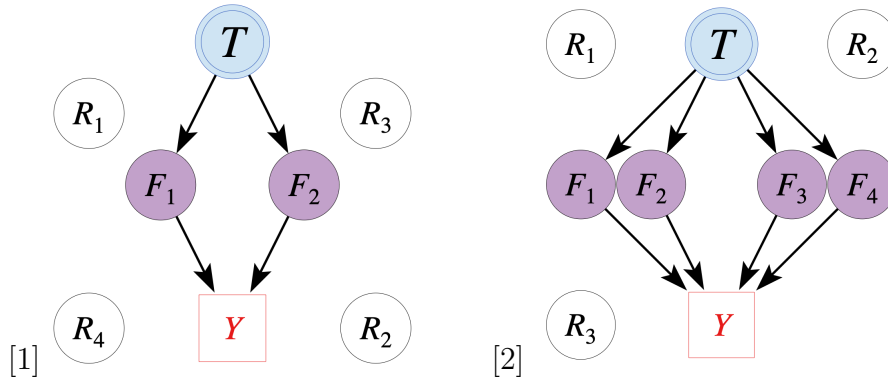 T
R₁
R₃
F₁
F₂
R₄
Y
R₂
[1]
R₁
T
R₂
F₁
F₂
F₃
F₄
R₃
Y
[2]